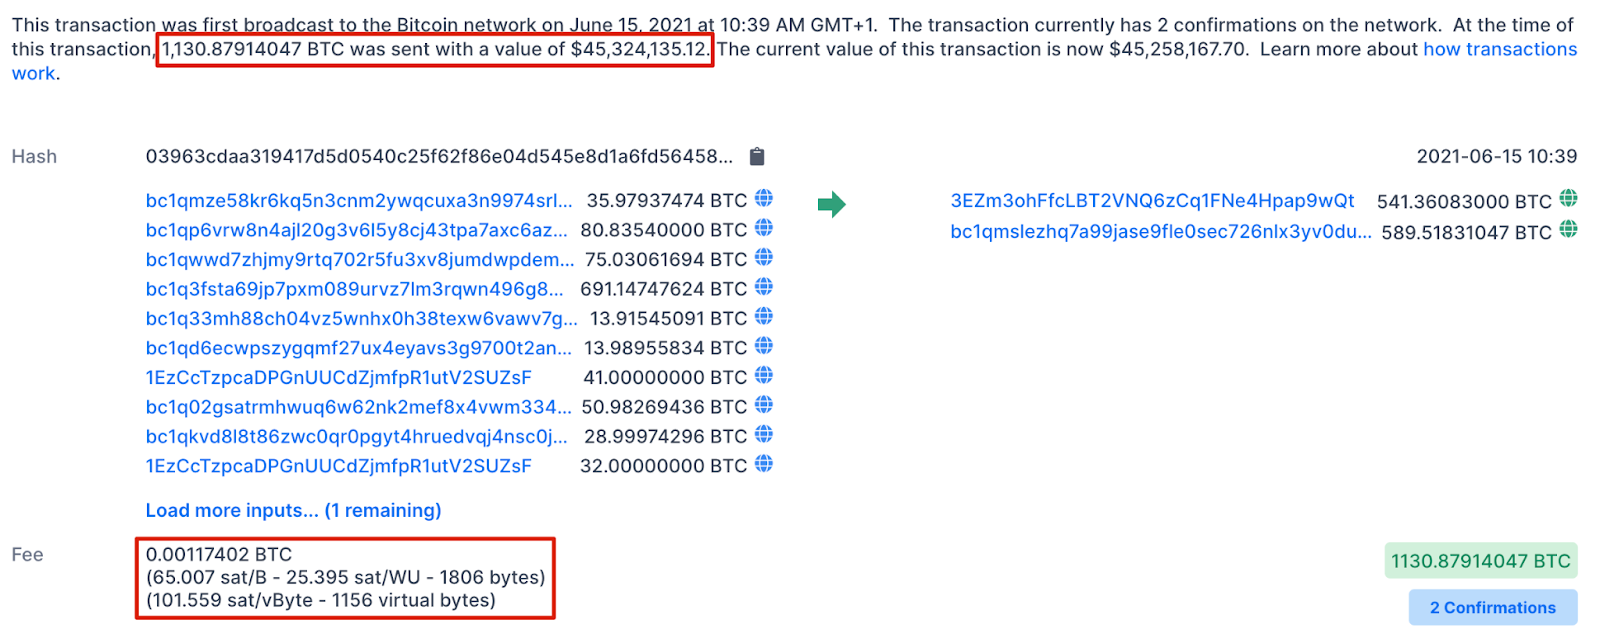 This transaction was first broadcast to the Bitcoin network on June 15, 2021 at 10:39 AM GMT+1. The transaction currently has 2 confirmations on the network. At the time of
this transaction, 1,130.87914047 BTC was sent with a value of $45,324,135.12. The current value of this transaction is now $45,258,167.70. Learn more about how transactions
work.
Hash 03963cdaa319417d5d0540c25f62f86e04d545e8d1a6fd56458... 2021-06-15 10:39
bc1qmze58kr6kq5n3cnm2ywqcuxa3n9974srl... 35.97937474 BTC 3EZm3ohFfcLBT2VNQ6zCq1FNe4Hpap9wQt 541.36083000 BTC
bc1qp6vrw8n4ajl20g3v6l5y8cj43tpa7axc6az... 80.83540000 BTC bc1qmslezhq7a99jase9fle0sec726nlx3yv0du... 589.51831047 BTC
bc1qwwd7zhjmy9rtq702r5fu3xv8jumdwpdem... 75.03061694 BTC
bc1q3fsta69jp7pxm089urvz7lm3rqwn496g8... 691.14747624 BTC
bc1q33mh88ch04vz5wnhx0h38texw6vawv7g... 13.91545091 BTC
bc1qd6ecwpszygqmf27ux4eyavs3g9700t2an... 13.98955834 BTC
1EzCcTzpcaDPGnUUCdZjmfpR1utV2SUZsF 41.00000000 BTC
bc1q02gsatrmhwuq6w62nk2mef8x4vwm334... 50.98269436 BTC
bc1qkvd8l8t86zwc0qr0pgyt4hruedvqj4nsc0j... 28.99974296 BTC
1EzCcTzpcaDPGnUUCdZjmfpR1utV2SUZsF 32.00000000 BTC
Load more inputs... (1 remaining)
Fee 0.00117402 BTC 1130.87914047 BTC
(65.007 sat/B - 25.395 sat/WU - 1806 bytes)
(101.559 sat/vByte - 1156 virtual bytes) 2 Confirmations